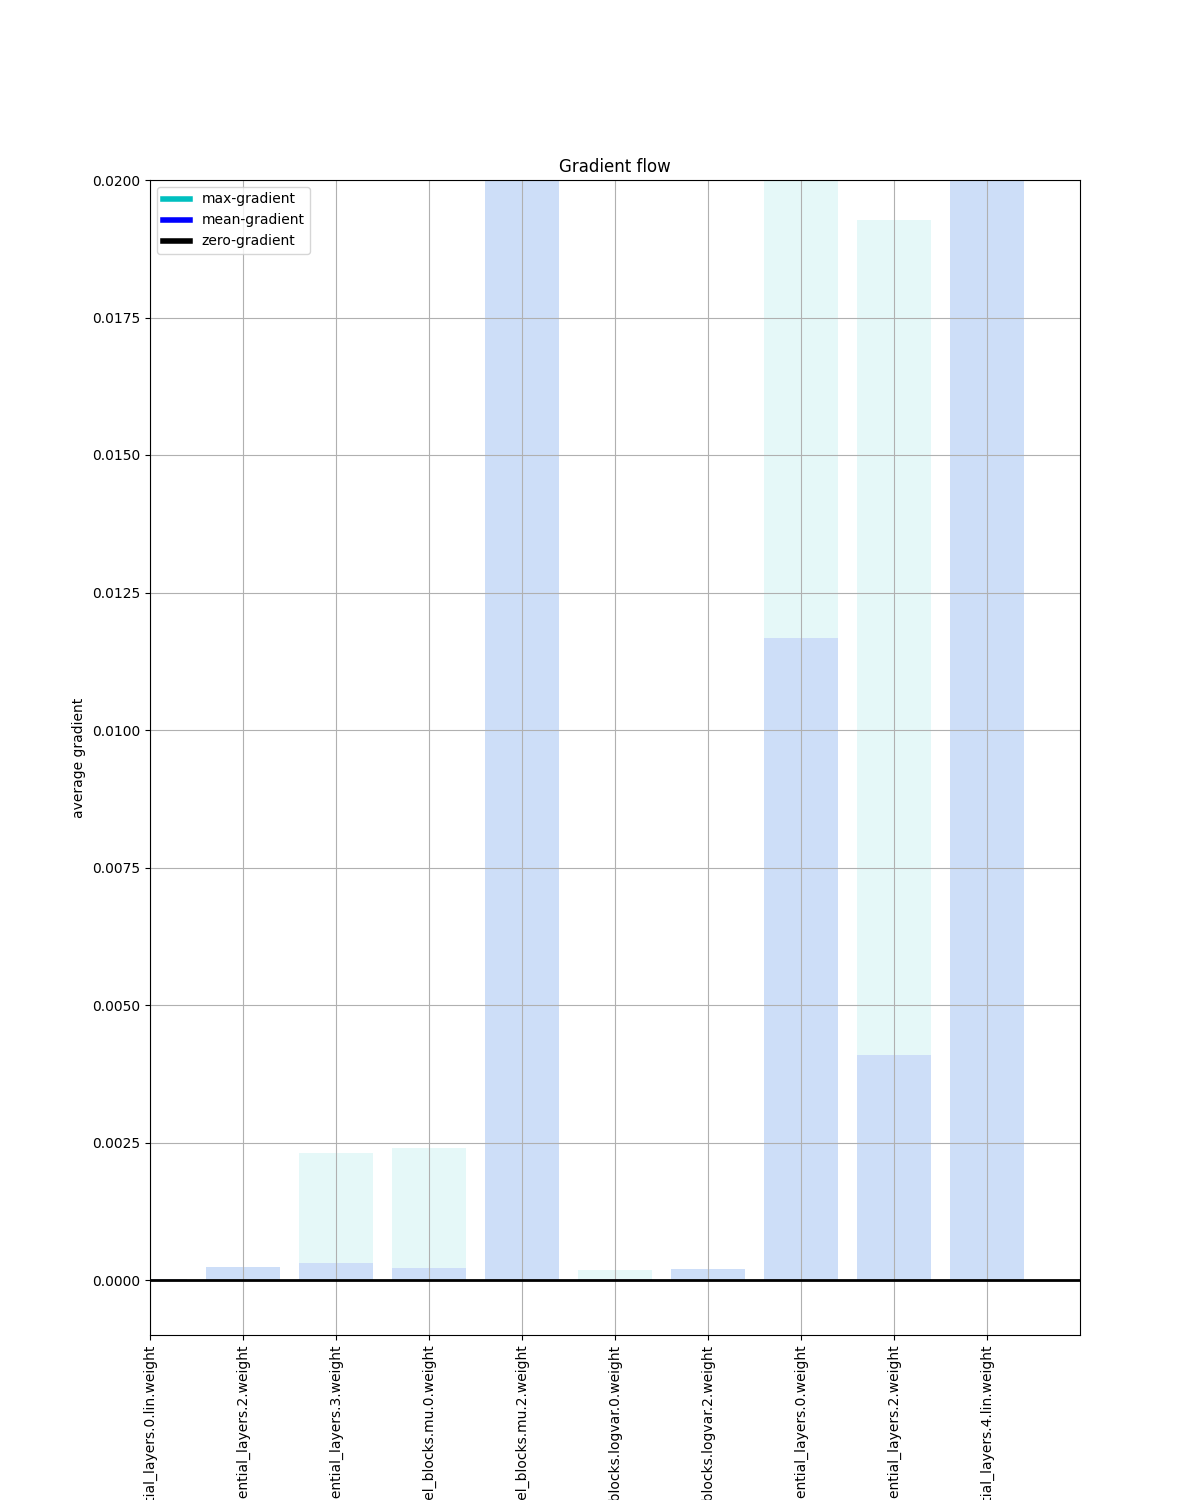 Gradient flow
max-gradient
mean-gradient
zero-gradient
0.0200
0.0175
0.0150
0.0125
0.0100
0.0075
0.0050
0.0025
0.0000
average gradient
tial_layers.0.lin.weight
ential_layers.2.weight
ential_layers.3.weight
el_blocks.mu.0.weight
el_blocks.mu.2.weight
blocks.logvar.0.weight
blocks.logvar.2.weight
ential_layers.0.weight
ential_layers.2.weight
tial_layers.4.lin.weight